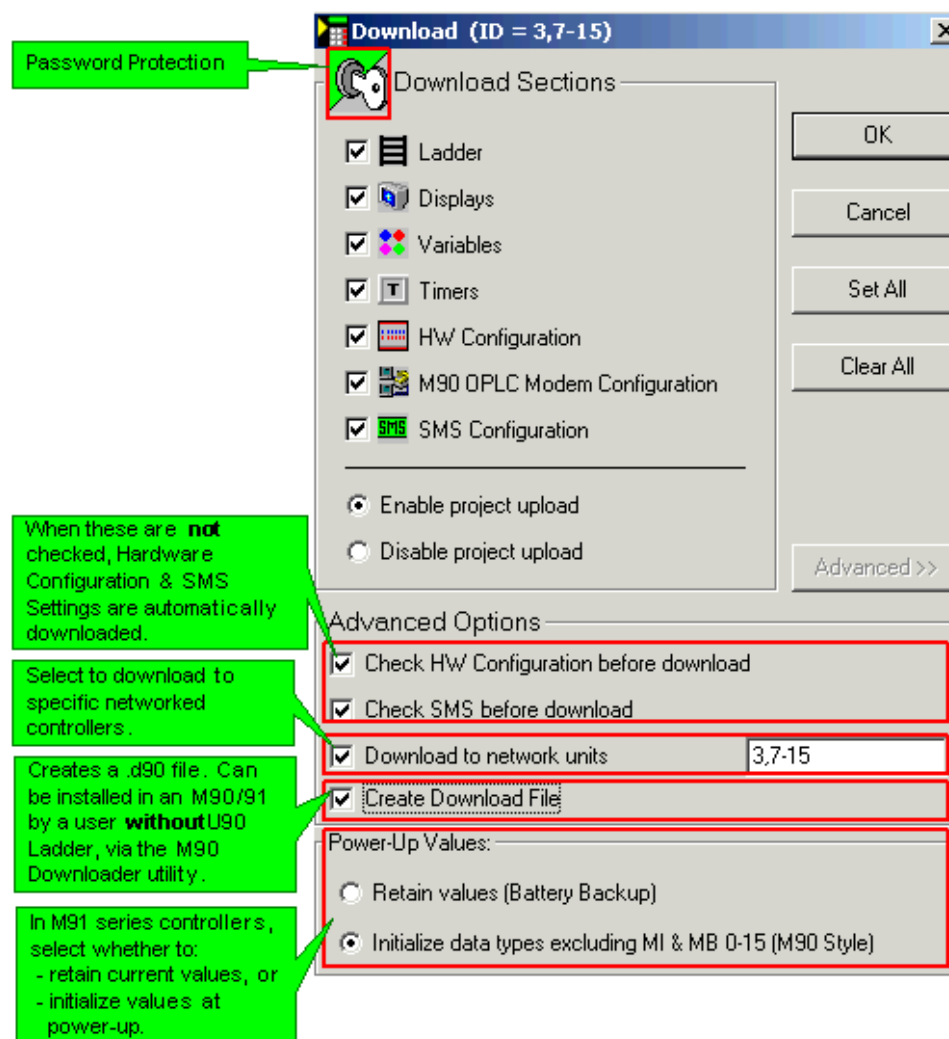 Download (ID = 3,7-15)
Password Protection
Download Sections
Ladder
Displays
Variables
T Timers
HW Configuration
M90 OPLC Modem Configuration
SMS SMS Configuration
Enable project upload
Disable project upload
OK
Cancel
Set All
Clear All
Advanced >>
When these are not
checked, Hardware
Configuration & SMS
Settings are automatically
downloaded.
Advanced Options
Check HW Configuration before download
Check SMS before download
Select to download to
specific networked
controllers.
Download to network units 3,7-15
Creates a .d90 file. Can
be installed in an M90/91
by a user without U90
Ladder, via the M90
Downloader utility.
Create Download File
Power-Up Values:
Retain values (Battery Backup)
Initialize data types excluding MI & MB 0-15 (M90 Style)
In M91 series controllers,
select whether to:
- retain current values, or
- initialize values at
power-up.